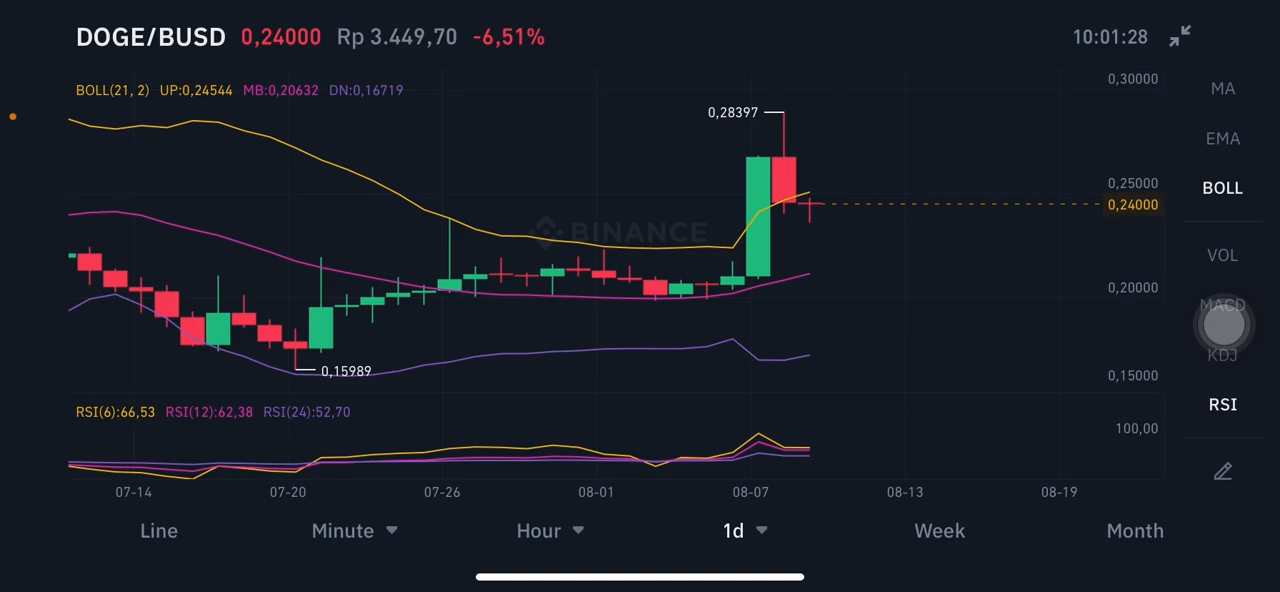 DOGE/BUSD 0,24000 Rp 3.449,70 -6,51% 10:01:28
BOLL(21, 2) UP:0,24544 MB:0,20632 DN:0,16719
0,30000
MA
0,28397
EMA
0,25000
BOLL
0,24000
BINANCE
VOL
0,20000
MACD
KDJ
0,15989
0,15000
RSI(6):66,53 RSI(12):62,38 RSI(24):52,70
RSI
100,00
07-14 07-20 07-26 08-01 08-07 08-13 08-19
Line Minute Hour 1d Week Month